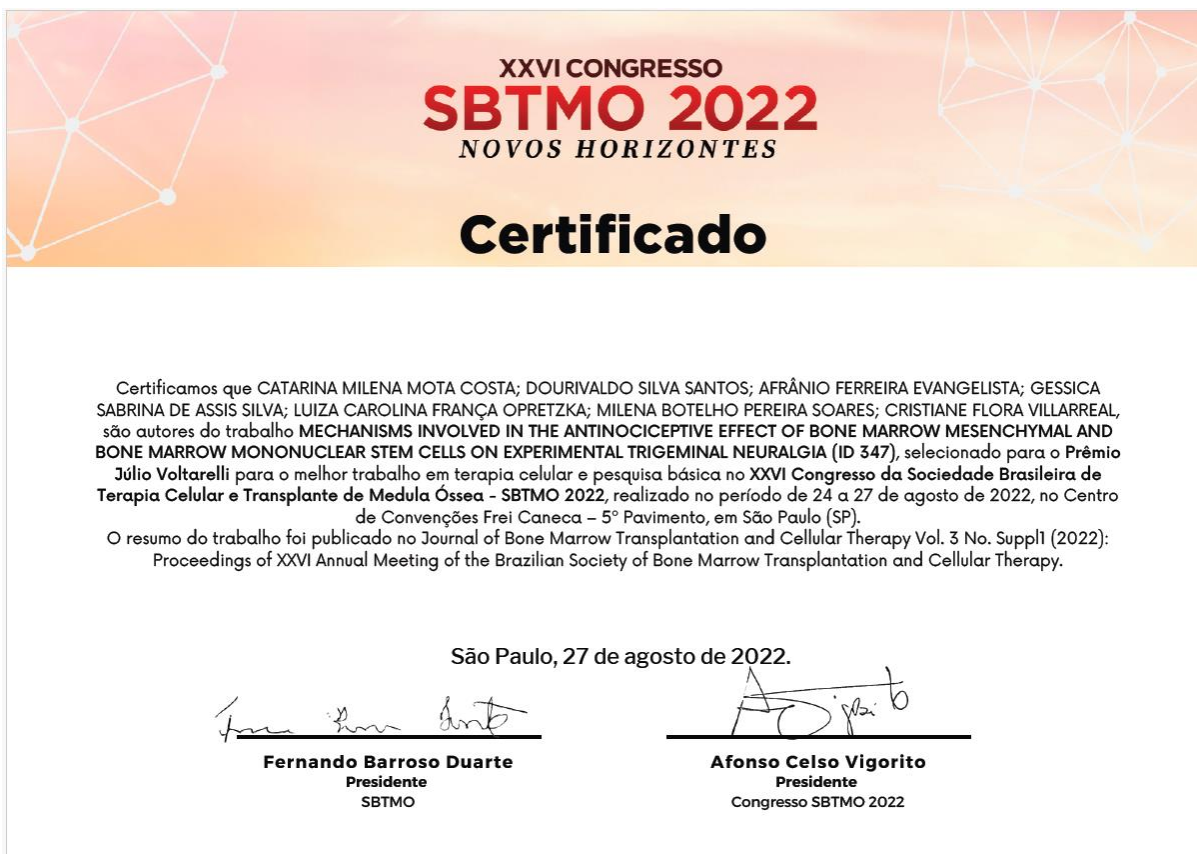 XXVI CONGRESSO
SBTMO 2022
NOVOS HORIZONTES
Certificado
Certificamos que CATARINA MILENA MOTA COSTA; DOURIVALDO SILVA SANTOS; AFRÂNIO FERREIRA EVANGELISTA; GESSICA
SABRINA DE ASSIS SILVA; LUIZA CAROLINA FRANÇA OPRETZKA; MILENA BOTELHO PEREIRA SOARES; CRISTIANE FLORA VILLARREAL,
são autores do trabalho MECHANISMS INVOLVED IN THE ANTINOCICEPTIVE EFFECT OF BONE MARROW MESENCHYMAL AND
BONE MARROW MONONUCLEAR STEM CELLS ON EXPERIMENTAL TRIGEMINAL NEURALGIA (ID 347), selecionado para o Prêmio
Júlio Voltarelli para o melhor trabalho em terapia celular e pesquisa básica no XXVI Congresso da Sociedade Brasileira de
Terapia Celular e Transplante de Medula Óssea - SBTMO 2022, realizado no período de 24 a 27 de agosto de 2022, no Centro
de Convenções Frei Caneca – 5º Pavimento, em São Paulo (SP).
O resumo do trabalho foi publicado no Journal of Bone Marrow Transplantation and Cellular Therapy Vol. 3 No. Suppl1 (2022):
Proceedings of XXVI Annual Meeting of the Brazilian Society of Bone Marrow Transplantation and Cellular Therapy.
São Paulo, 27 de agosto de 2022.
Fernando Barroso Duarte
Presidente
SBTMO
Afonso Celso Vigorito
Presidente
Congresso SBTMO 2022